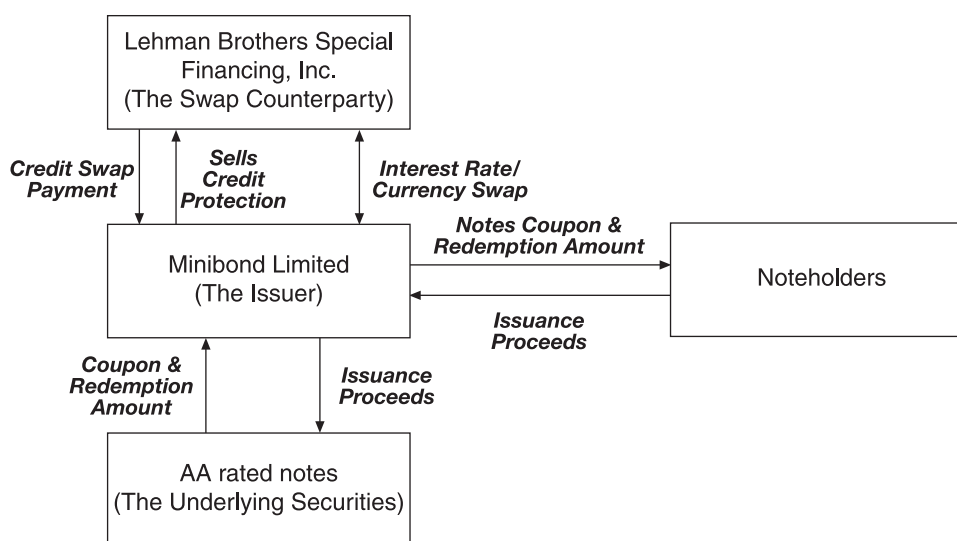 Lehman Brothers Special
Financing, Inc.
(The Swap Counterparty)
Credit Swap
Payment
Sells
Credit
Protection
Interest Rate/
Currency Swap
Notes Coupon &
Redemption Amount
Minibond Limited
(The Issuer)
Noteholders
Issuance
Proceeds
Coupon &
Redemption
Amount
Issuance
Proceeds
AA rated notes
(The Underlying Securities)